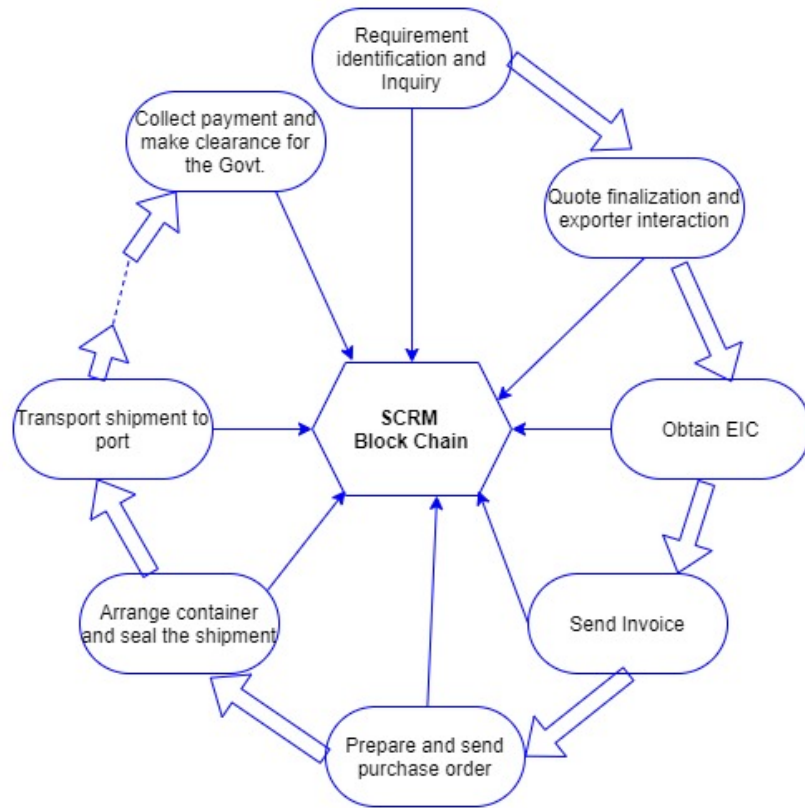 Requirement
identification and
Inquiry
Collect payment and
make clearance for
the Govt.
Quote finalization and
exporter interaction
Transport shipment to
port
SCRM
Block Chain
Obtain EIC
Arrange container
and seal the shipment
Send Invoice
Prepare and send
purchase order